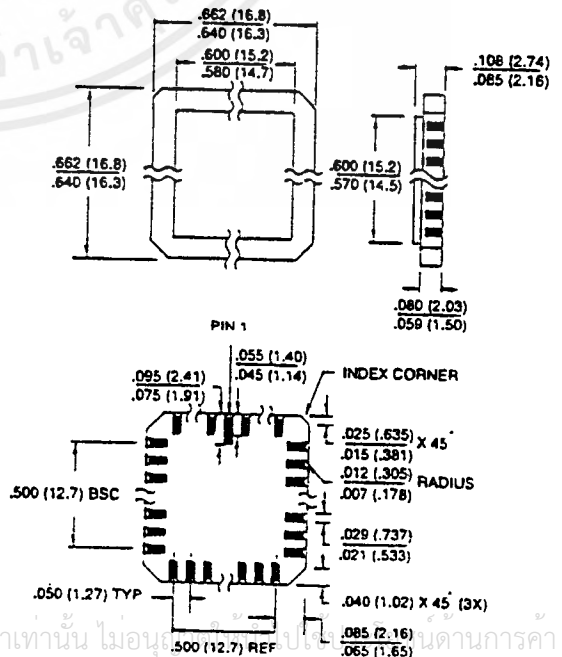 .662 (16.8)
.640 (16.3)
.600 (15.2)
.580 (14.7)
.108 (2.74)
.085 (2.16)
.662 (16.8)
.640 (16.3)
.600 (15.2)
.570 (14.5)
.080 (2.03)
.059 (1.50)
PIN 1
.055 (1.40)
.045 (1.14)
.095 (2.41)
.075 (1.91)
INDEX CORNER
.025 (.635) X 45°
.015 (.381)
.012 (.305) RADIUS
.007 (.178)
.500 (12.7) BSC
.029 (.737)
.021 (.533)
.050 (1.27) TYP
.040 (1.02) X 45° (3X)
.500 (12.7) REF
.085 (2.16)
.065 (1.65)